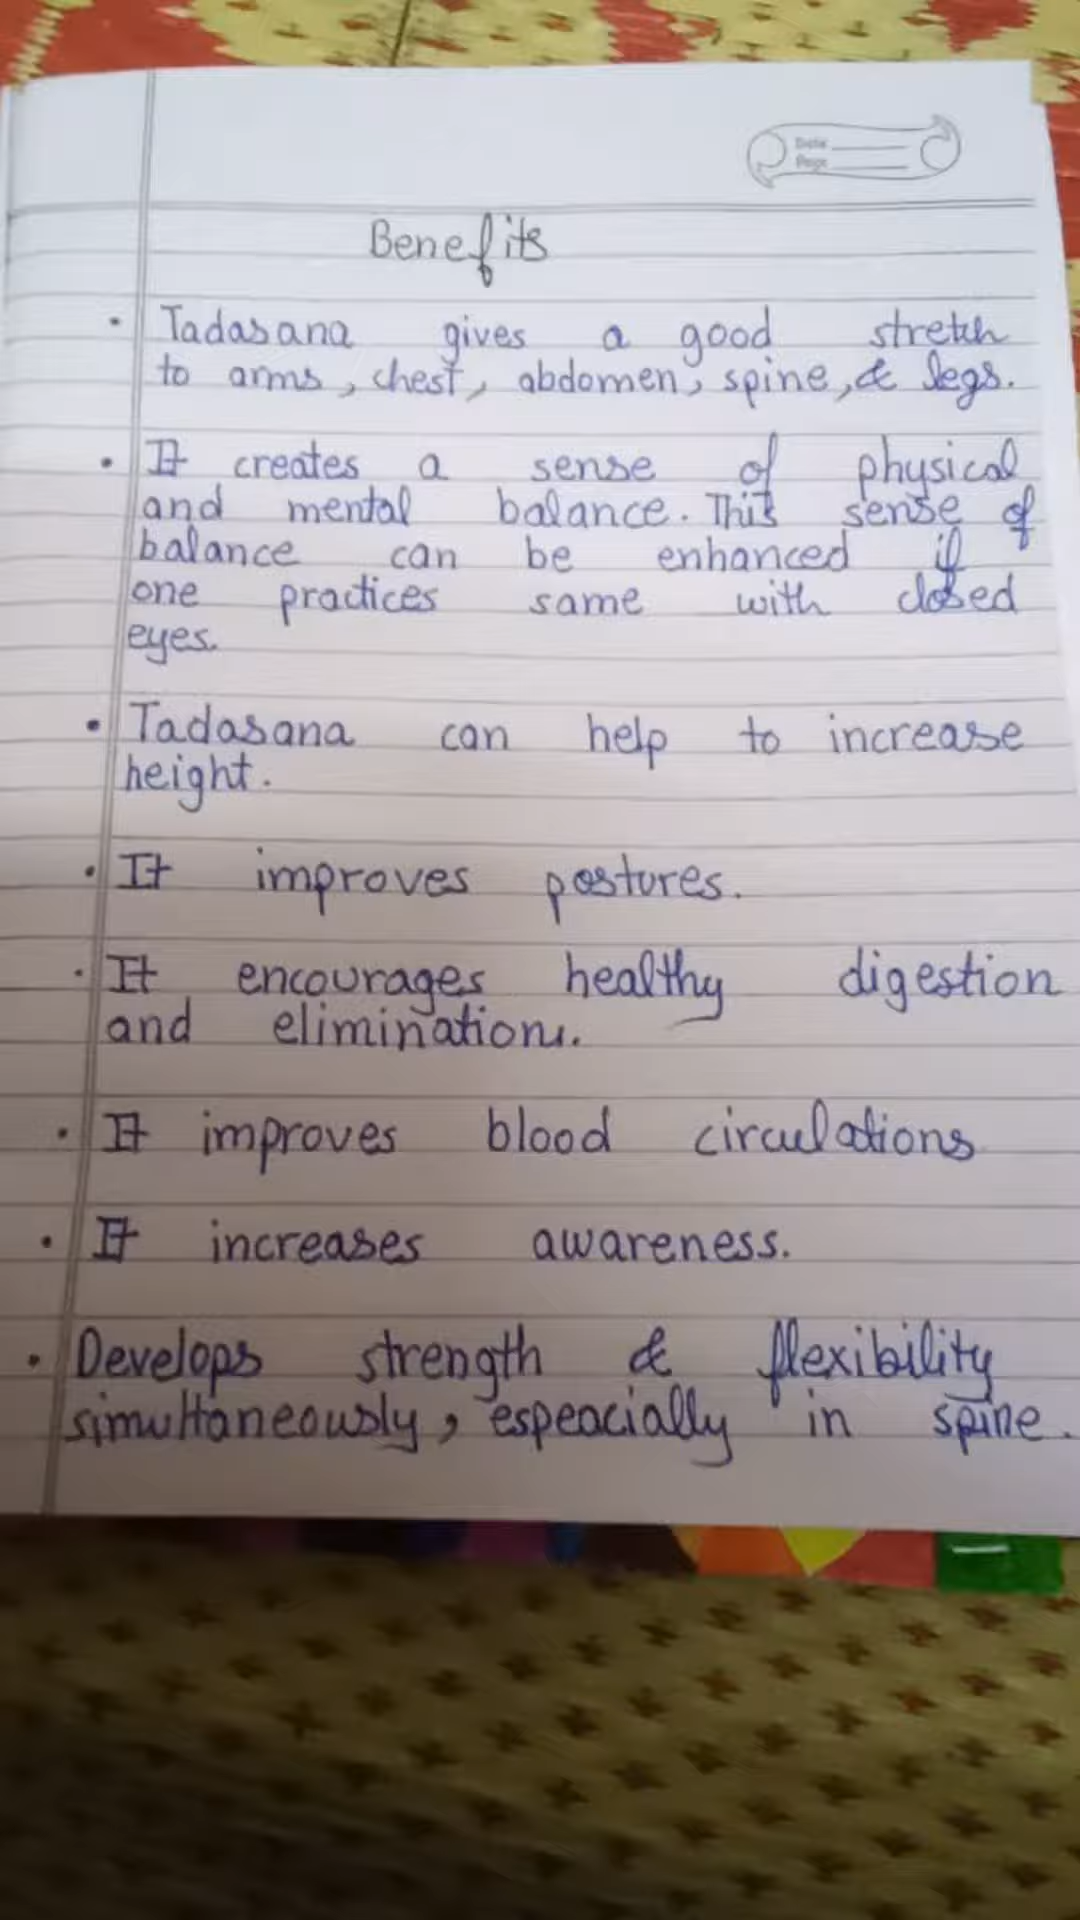 Date
Page
Benefits
• Tadasana gives a good stretch
to arms, chest, abdomen, spine, & legs.
• It creates a sense of physical
and mental balance. This sense of
balance can be enhanced if
one practices same with closed
eyes.
• Tadasana can help to increase
height.
• It improves postures.
• It encourages healthy digestion
and elimination.
• It improves blood circulations
• It increases awareness.
• Develops strength & flexibility
simultaneously, espeacially in spine.